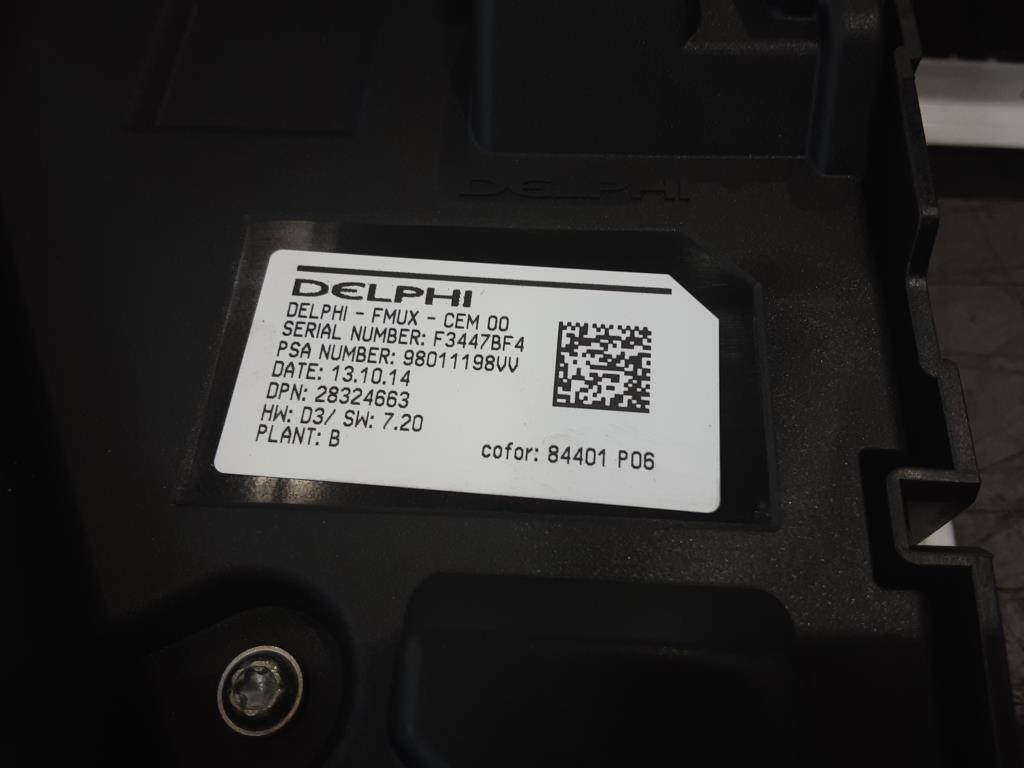 DELPHI
DELPHI
DELPHI - FMUX - CEM 00
SERIAL NUMBER: F3447BF4
PSA NUMBER: 98011198VV
DATE: 13.10.14
DPN: 28324663
HW: D3/ SW: 7.20
PLANT: B
cofor: 84401 P06